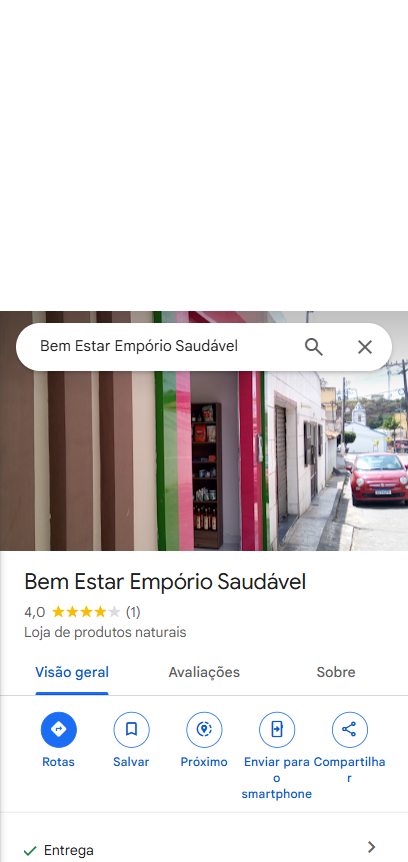 Bem Estar Empório Saudável
Bem Estar Empório Saudável
4,0 (1)
Loja de produtos naturais
Visão geral Avaliações Sobre
Rotas Salvar Próximo Enviar para Compartilha
o r
smartphone
Entrega